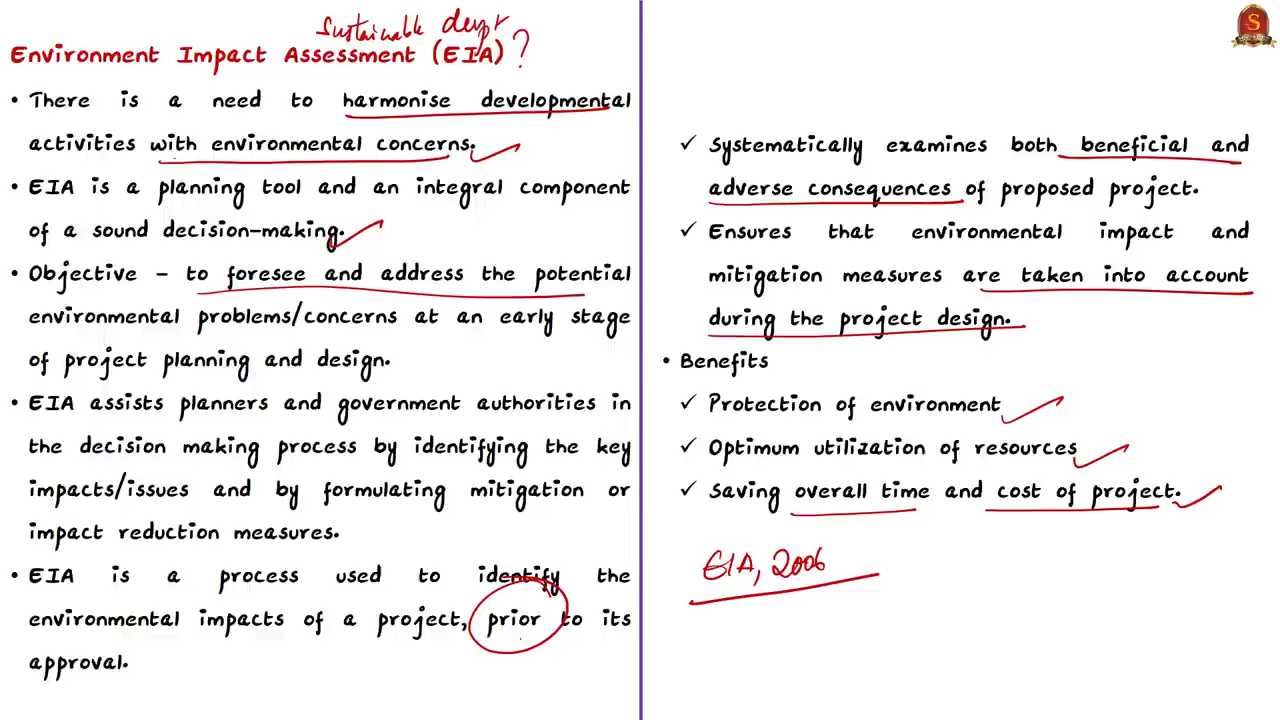 Sustainable devpt
Environment Impact Assessment (EIA) ?
• There is a need to harmonise developmental
activities with environmental concerns.
• EIA is a planning tool and an integral component
of a sound decision-making.
• Objective – to foresee and address the potential
environmental problems/concerns at an early stage
of project planning and design.
• EIA assists planners and government authorities in
the decision making process by identifying the key
impacts/issues and by formulating mitigation or
impact reduction measures.
• EIA is a process used to identify the
environmental impacts of a project, prior to its
approval.
S
✓ Systematically examines both beneficial and
adverse consequences of proposed project.
✓ Ensures that environmental impact and
mitigation measures are taken into account
during the project design.
• Benefits
✓ Protection of environment
✓ Optimum utilization of resources
✓ Saving overall time and cost of project.
EIA, 2006